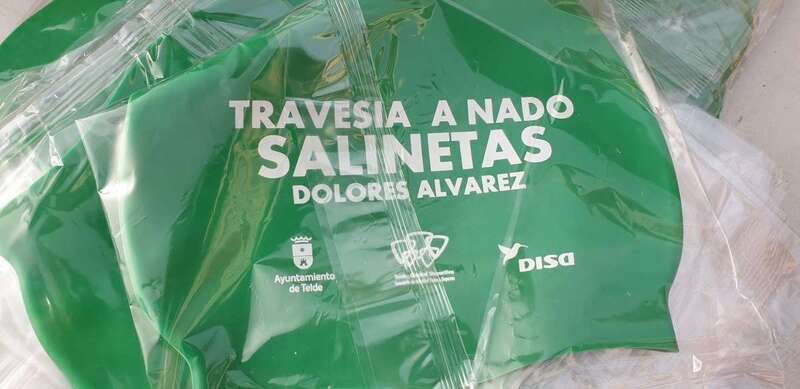 TRAVESIA A NADO
SALINETAS
DOLORES ALVAREZ
Ayuntamiento
de Telde
DISA